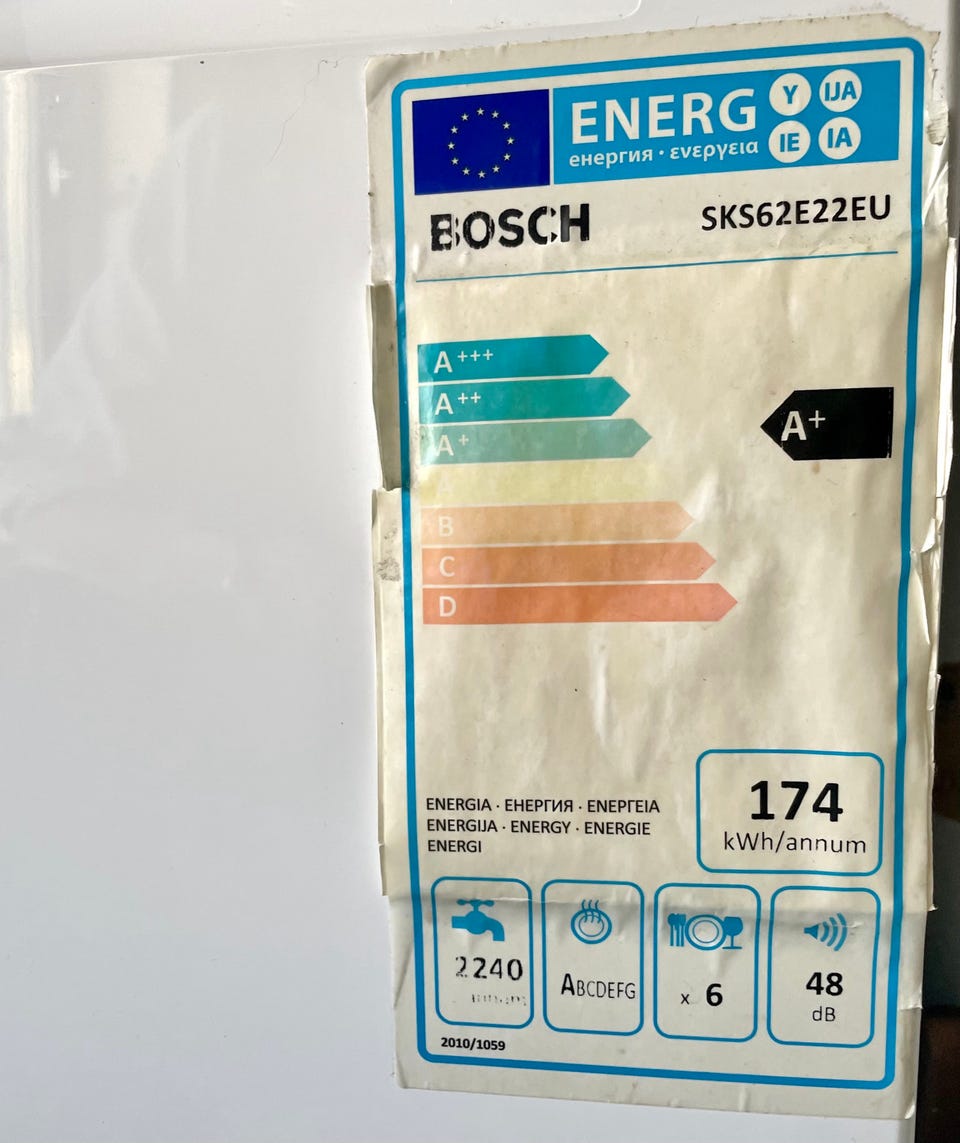 ENERG Y IJA
енергия · ενεργεια IE IA
BOSCH SKS62E22EU
A+++
A++
A+ A+
A
B
C
D
ENERGIA · ЕНЕРГИЯ · ΕΝΕΡΓΕΙΑ
ENERGIJA · ENERGY · ENERGIE
ENERGI
174
kWh/annum
2240
ABCDEFG
x 6
48
dB
2010/1059